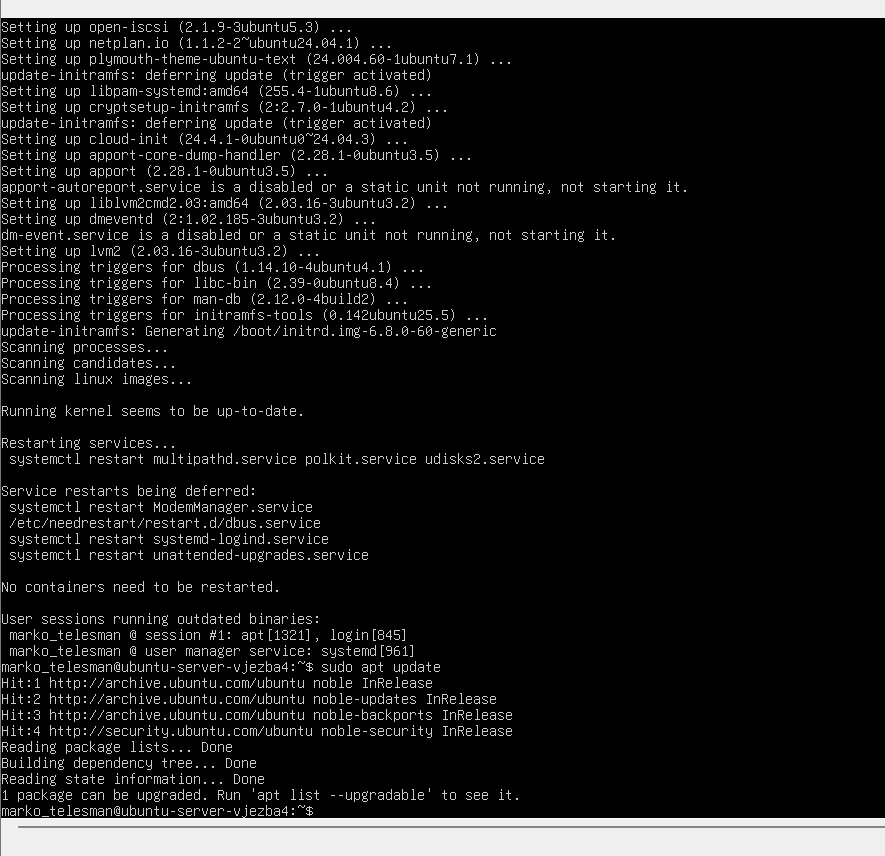 Setting up open-iscsi (2.1.9-3ubuntu5.3) ...
Setting up netplan.io (1.1.2-2~ubuntu24.04.1) ...
Setting up plymouth-theme-ubuntu-text (24.004.60-1ubuntu7.1) ...
update-initramfs: deferring update (trigger activated)
Setting up libpam-systemd:amd64 (255.4-1ubuntu8.6) ...
Setting up cryptsetup-initramfs (2:2.7.0-1ubuntu4.2) ...
update-initramfs: deferring update (trigger activated)
Setting up cloud-init (24.4.1-0ubuntu0~24.04.3) ...
Setting up apport-core-dump-handler (2.28.1-0ubuntu3.5) ...
Setting up apport (2.28.1-0ubuntu3.5) ...
apport-autoreport.service is a disabled or a static unit not running, not starting it.
Setting up liblvm2cmd2.03:amd64 (2.03.16-3ubuntu3.2) ...
Setting up dmeventd (2:1.02.185-3ubuntu3.2) ...
dm-event.service is a disabled or a static unit not running, not starting it.
Setting up lvm2 (2.03.16-3ubuntu3.2) ...
Processing triggers for dbus (1.14.10-4ubuntu4.1) ...
Processing triggers for libc-bin (2.39-0ubuntu8.4) ...
Processing triggers for man-db (2.12.0-4build2) ...
Processing triggers for initramfs-tools (0.142ubuntu25.5) ...
update-initramfs: Generating /boot/initrd.img-6.8.0-60-generic
Scanning processes...
Scanning candidates...
Scanning linux images...
Running kernel seems to be up-to-date.
Restarting services...
systemctl restart multipathd.service polkit.service udisks2.service
Service restarts being deferred:
systemctl restart ModemManager.service
/etc/needrestart/restart.d/dbus.service
systemctl restart systemd-logind.service
systemctl restart unattended-upgrades.service
No containers need to be restarted.
User sessions running outdated binaries:
marko_telesman @ session #1: apt[1321], login[845]
marko_telesman @ user manager service: systemd[961]
marko_telesman@ubuntu-server-vjezba4:~$ sudo apt update
Hit:1 http://archive.ubuntu.com/ubuntu noble InRelease
Hit:2 http://archive.ubuntu.com/ubuntu noble-updates InRelease
Hit:3 http://archive.ubuntu.com/ubuntu noble-backports InRelease
Hit:4 http://security.ubuntu.com/ubuntu noble-security InRelease
Reading package lists... Done
Building dependency tree... Done
Reading state information... Done
1 package can be upgraded. Run 'apt list --upgradable' to see it.
marko_telesman@ubuntu-server-vjezba4:~$